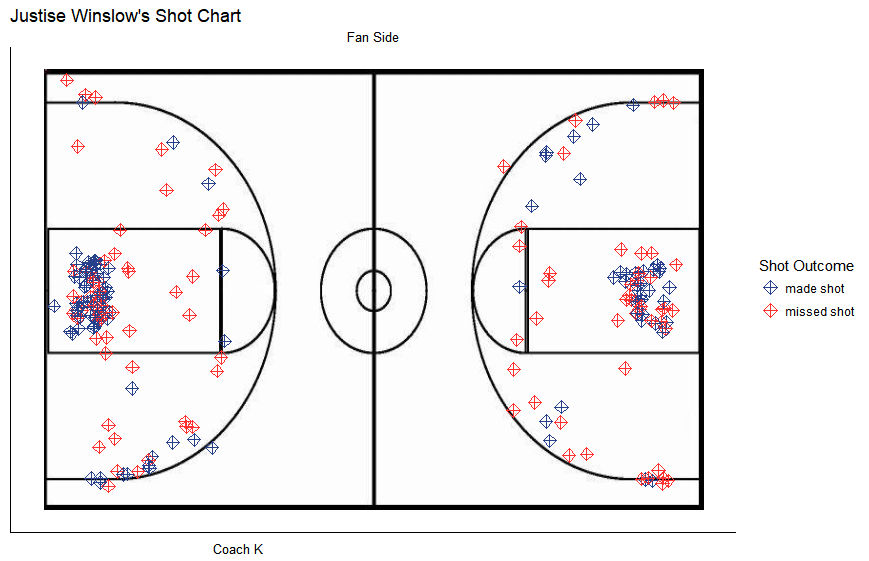 Justise Winslow's Shot Chart
Fan Side
Shot Outcome
made shot
missed shot
Coach K